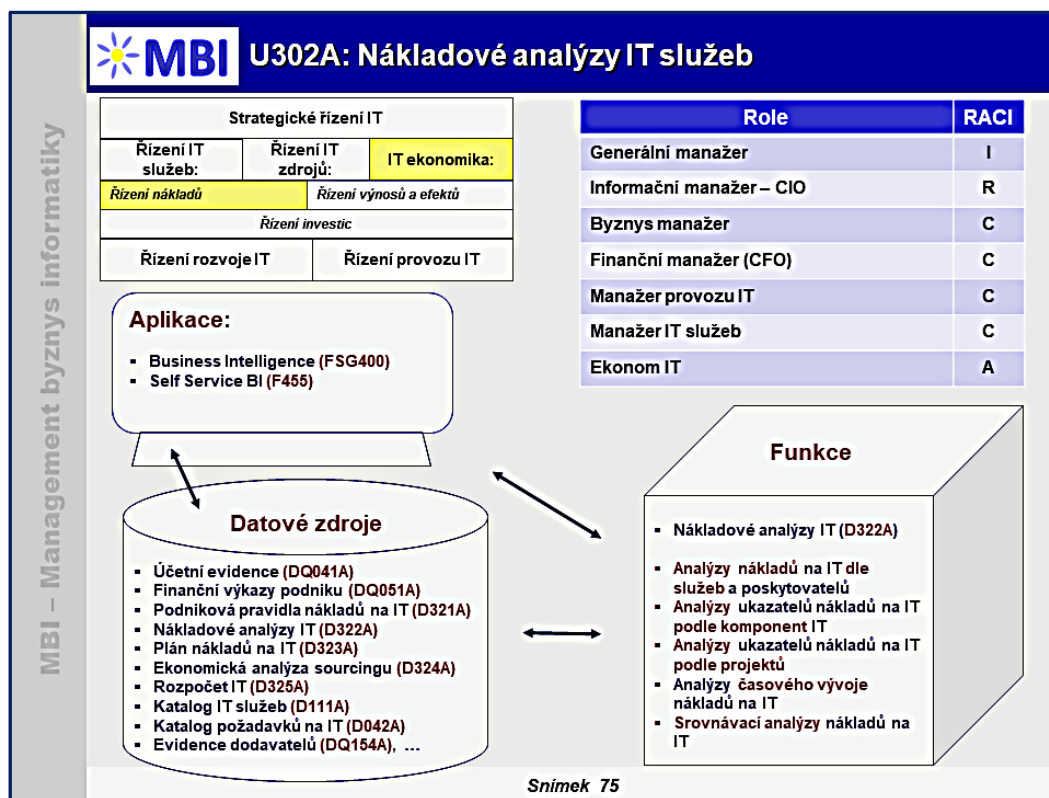 MBI – Management byznys informatiky
MBI
U302A: Nákladové analýzy IT služeb
Strategické řízení IT
Řízení IT
služeb:
Řízení IT
zdrojů:
IT ekonomika:
Řízení nákladů
Řízení výnosů a efektů
Řízení investic
Řízení rozvoje IT
Řízení provozu IT
Role RACI
Generální manažer I
Informační manažer – CIO R
Byznys manažer C
Finanční manažer (CFO) C
Manažer provozu IT C
Manažer IT služeb C
Ekonom IT A
Aplikace:
▪ Business Intelligence (FSG400)
▪ Self Service BI (F455)
Datové zdroje
▪ Účetní evidence (DQ041A)
▪ Finanční výkazy podniku (DQ051A)
▪ Podniková pravidla nákladů na IT (D321A)
▪ Nákladové analýzy IT (D322A)
▪ Plán nákladů na IT (D323A)
▪ Ekonomická analýza sourcingu (D324A)
▪ Rozpočet IT (D325A)
▪ Katalog IT služeb (D111A)
▪ Katalog požadavků na IT (D042A)
▪ Evidence dodavatelů (DQ154A), …
Funkce
▪ Nákladové analýzy IT (D322A)
▪ Analýzy nákladů na IT dle
služeb a poskytovatelů
▪ Analýzy ukazatelů nákladů na IT
podle komponent IT
▪ Analýzy ukazatelů nákladů na IT
podle projektů
▪ Analýzy časového vývoje
nákladů na IT
▪ Srovnávací analýzy nákladů na
IT
Snímek 75